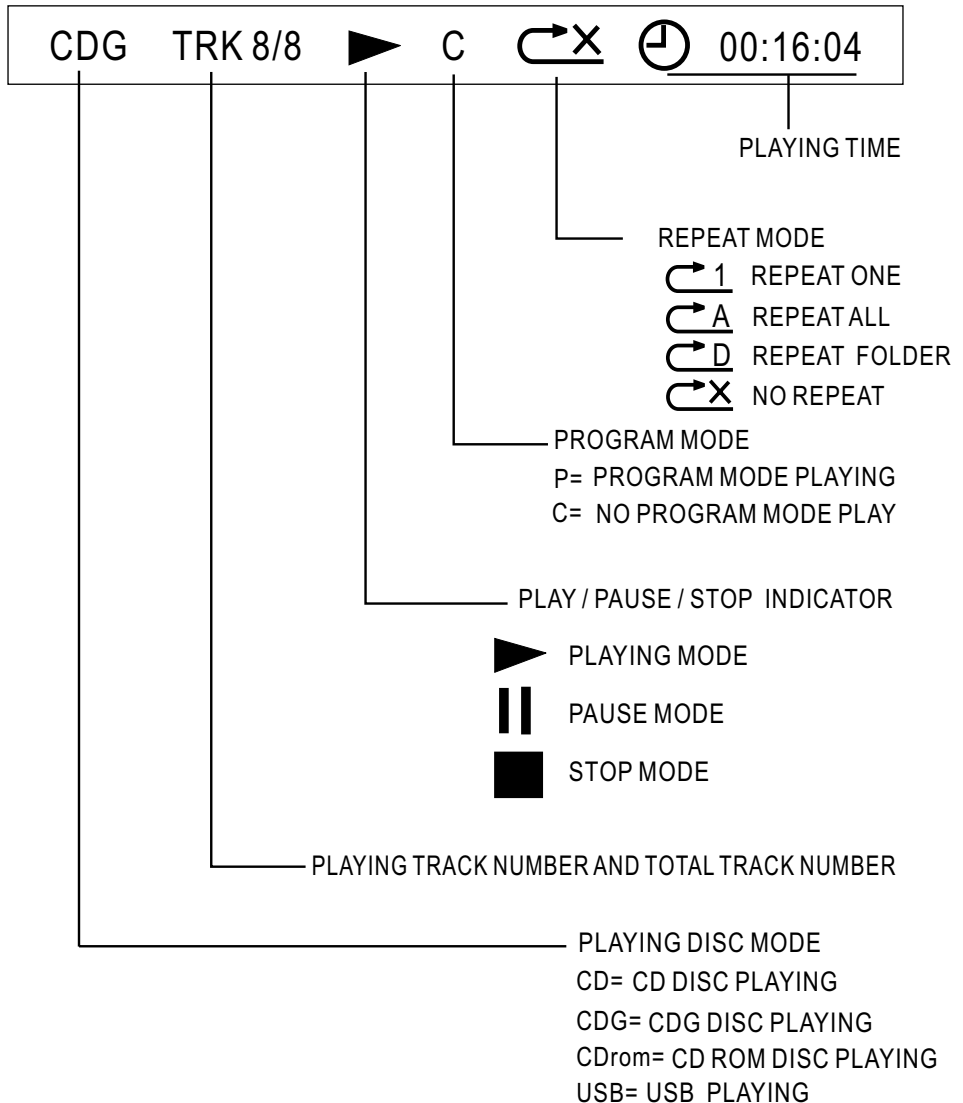 CDG TRK 8/8 C X 00:16:04
PLAYING TIME
REPEAT MODE
1 REPEAT ONE
A REPEAT ALL
D REPEAT FOLDER
X NO REPEAT
PROGRAM MODE
P= PROGRAM MODE PLAYING
C= NO PROGRAM MODE PLAY
PLAY / PAUSE / STOP INDICATOR
PLAYING MODE
PAUSE MODE
STOP MODE
PLAYING TRACK NUMBER AND TOTAL TRACK NUMBER
PLAYING DISC MODE
CD= CD DISC PLAYING
CDG= CDG DISC PLAYING
CDrom= CD ROM DISC PLAYING
USB= USB PLAYING